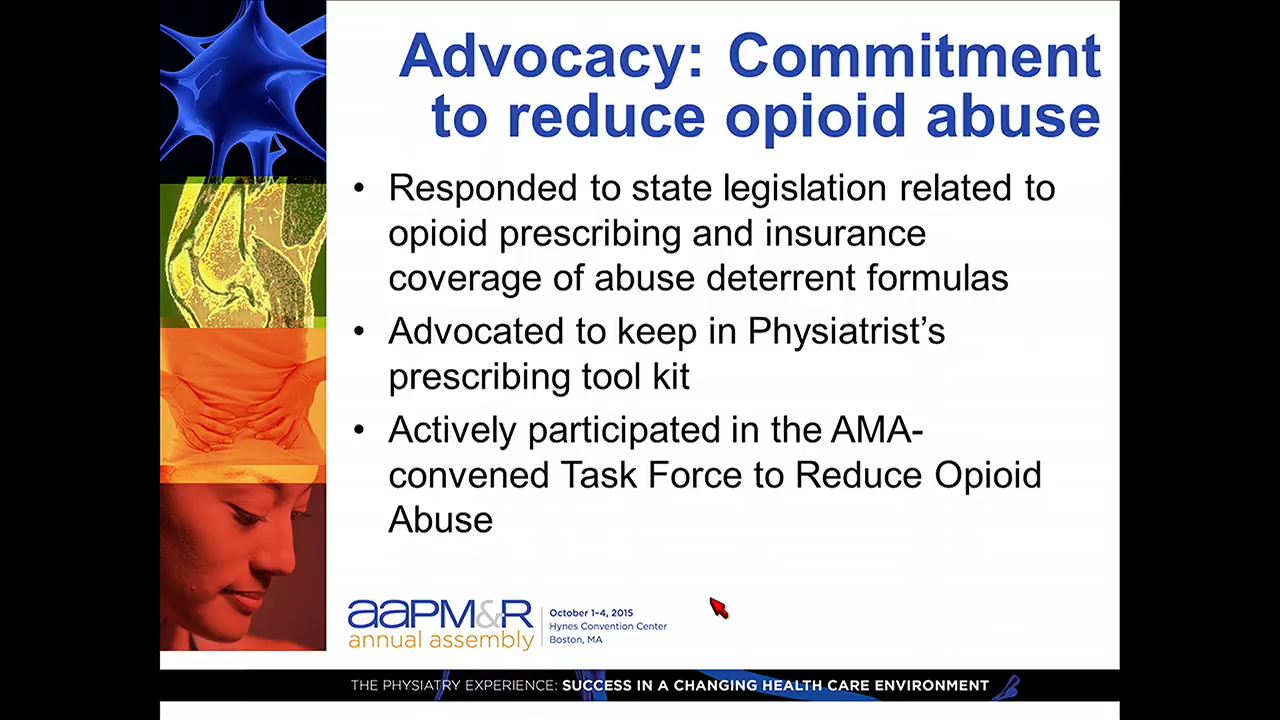 Advocacy: Commitment
to reduce opioid abuse
• Responded to state legislation related to
opioid prescribing and insurance
coverage of abuse deterrent formulas
• Advocated to keep in Physiatrist’s
prescribing tool kit
• Actively participated in the AMA-
convened Task Force to Reduce Opioid
Abuse
aaPM&R
annual assembly
October 1-4, 2015
Hynes Convention Center
Boston, MA
THE PHYSIATRY EXPERIENCE: SUCCESS IN A CHANGING HEALTH CARE ENVIRONMENT